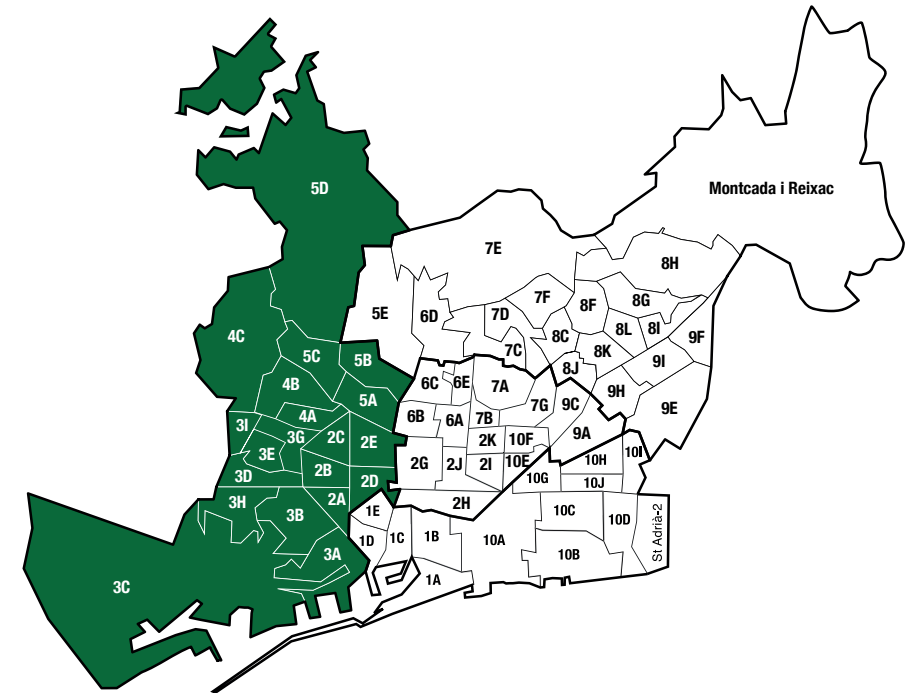 5D
Montcada i Reixac
7E
8H
8G
7F
8F
5E
6D
7D
8L
8I
9F
4C
8C
7C
8K
5C
5B
9I
8J
4B
6C
6E
7A
9H
5A
7G
9C
9E
4A
6B
6A
7B
3I
3G
2C
2E
2K
10F
9A
3E
2G
2J
2I
10E
10H
10I
3D
2B
2D
10G
10J
3H
2A
2H
3B
1E
10C
10D
St Adrià-2
1D
1C
1B
10A
3A
10B
3C
1A